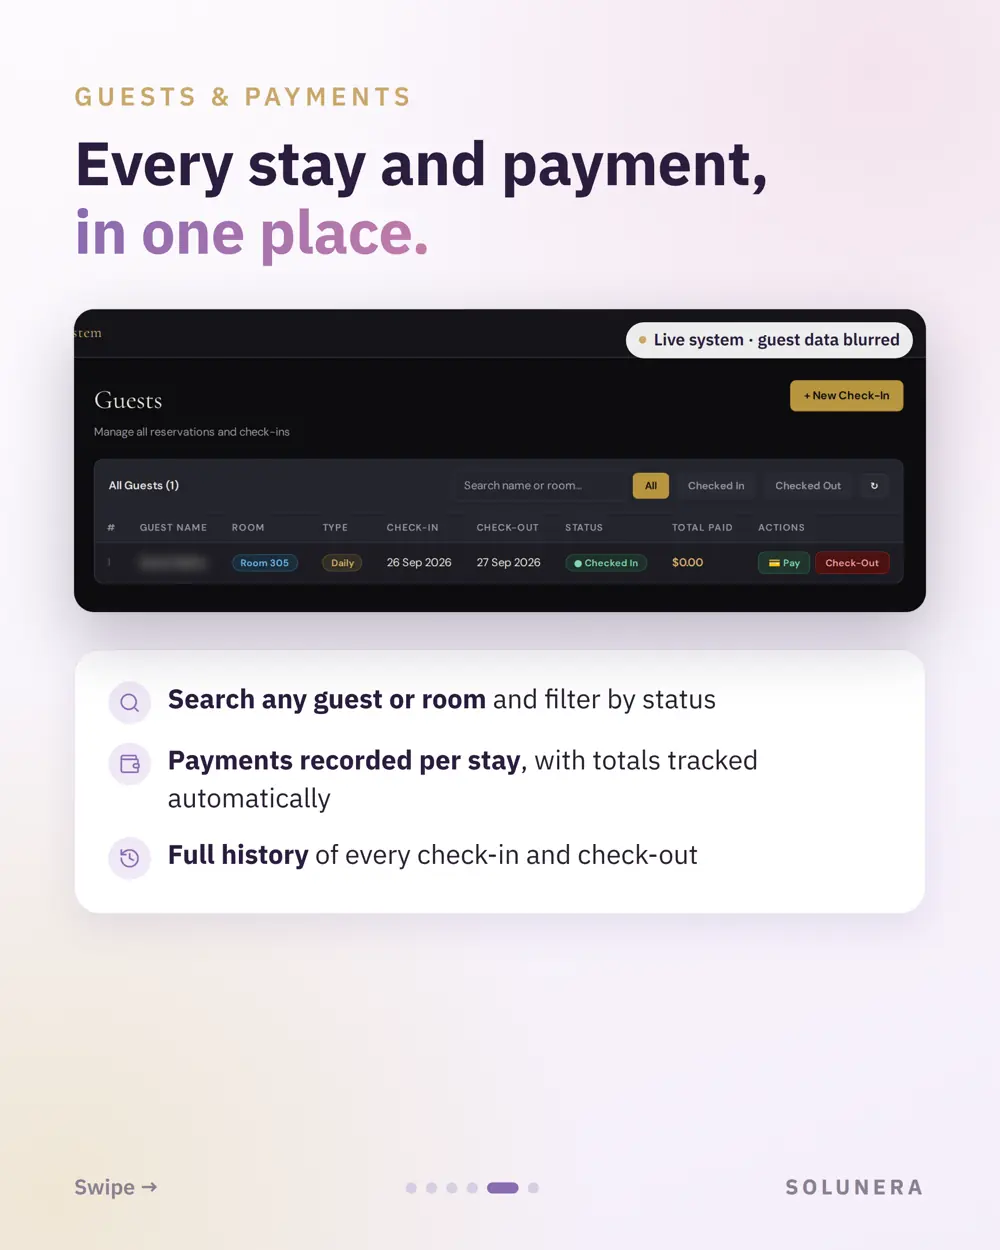 GUESTS & PAYMENTS
Every stay and payment,
in one place.
stem
Live system · guest data blurred
Guests
+ New Check-In
Manage all reservations and check-ins
All Guests (1)
Search name or room...
All
Checked In
Checked Out
↻
# GUEST NAME ROOM TYPE CHECK-IN CHECK-OUT STATUS TOTAL PAID ACTIONS
1 Room 305 Daily 26 Sep 2026 27 Sep 2026 Checked In $0.00 Pay Check-Out
Search any guest or room and filter by status
Payments recorded per stay, with totals tracked
automatically
Full history of every check-in and check-out
Swipe →
SOLUNERA